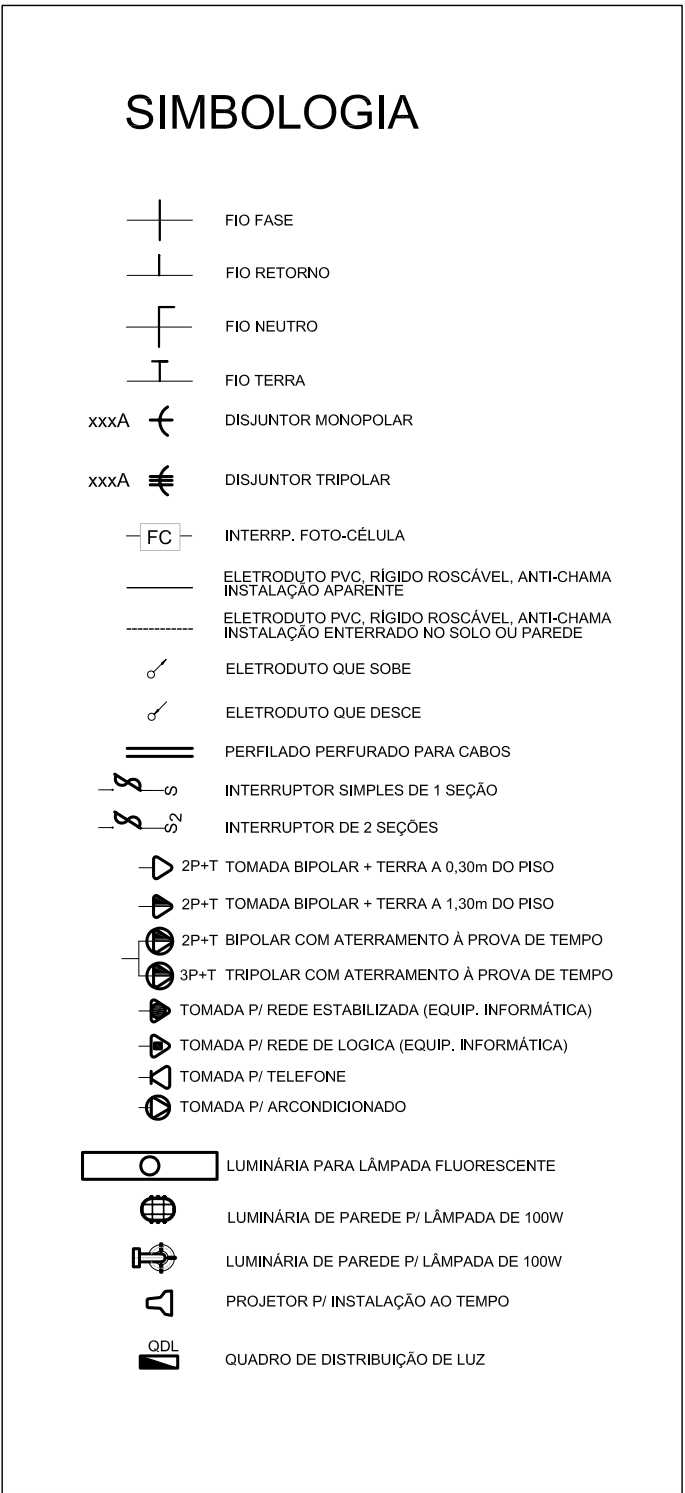 SIMBOLOGIA
FIO FASE
FIO RETORNO
FIO NEUTRO
FIO TERRA
xxxA DISJUNTOR MONOPOLAR
xxxA DISJUNTOR TRIPOLAR
FC INTERRP. FOTO-CÉLULA
ELETRODUTO PVC, RÍGIDO ROSCÁVEL, ANTI-CHAMA
INSTALAÇÃO APARENTE
ELETRODUTO PVC, RÍGIDO ROSCÁVEL, ANTI-CHAMA
INSTALAÇÃO ENTERRADO NO SOLO OU PAREDE
ELETRODUTO QUE SOBE
ELETRODUTO QUE DESCE
PERFILADO PERFURADO PARA CABOS
S INTERRUPTOR SIMPLES DE 1 SEÇÃO
S2 INTERRUPTOR DE 2 SEÇÕES
2P+T TOMADA BIPOLAR + TERRA A 0,30m DO PISO
2P+T TOMADA BIPOLAR + TERRA A 1,30m DO PISO
2P+T BIPOLAR COM ATERRAMENTO À PROVA DE TEMPO
3P+T TRIPOLAR COM ATERRAMENTO À PROVA DE TEMPO
TOMADA P/ REDE ESTABILIZADA (EQUIP. INFORMÁTICA)
TOMADA P/ REDE DE LOGICA (EQUIP. INFORMÁTICA)
TOMADA P/ TELEFONE
TOMADA P/ ARCONDICIONADO
LUMINÁRIA PARA LÂMPADA FLUORESCENTE
LUMINÁRIA DE PAREDE P/ LÂMPADA DE 100W
LUMINÁRIA DE PAREDE P/ LÂMPADA DE 100W
PROJETOR P/ INSTALAÇÃO AO TEMPO
QDL
QUADRO DE DISTRIBUIÇÃO DE LUZ